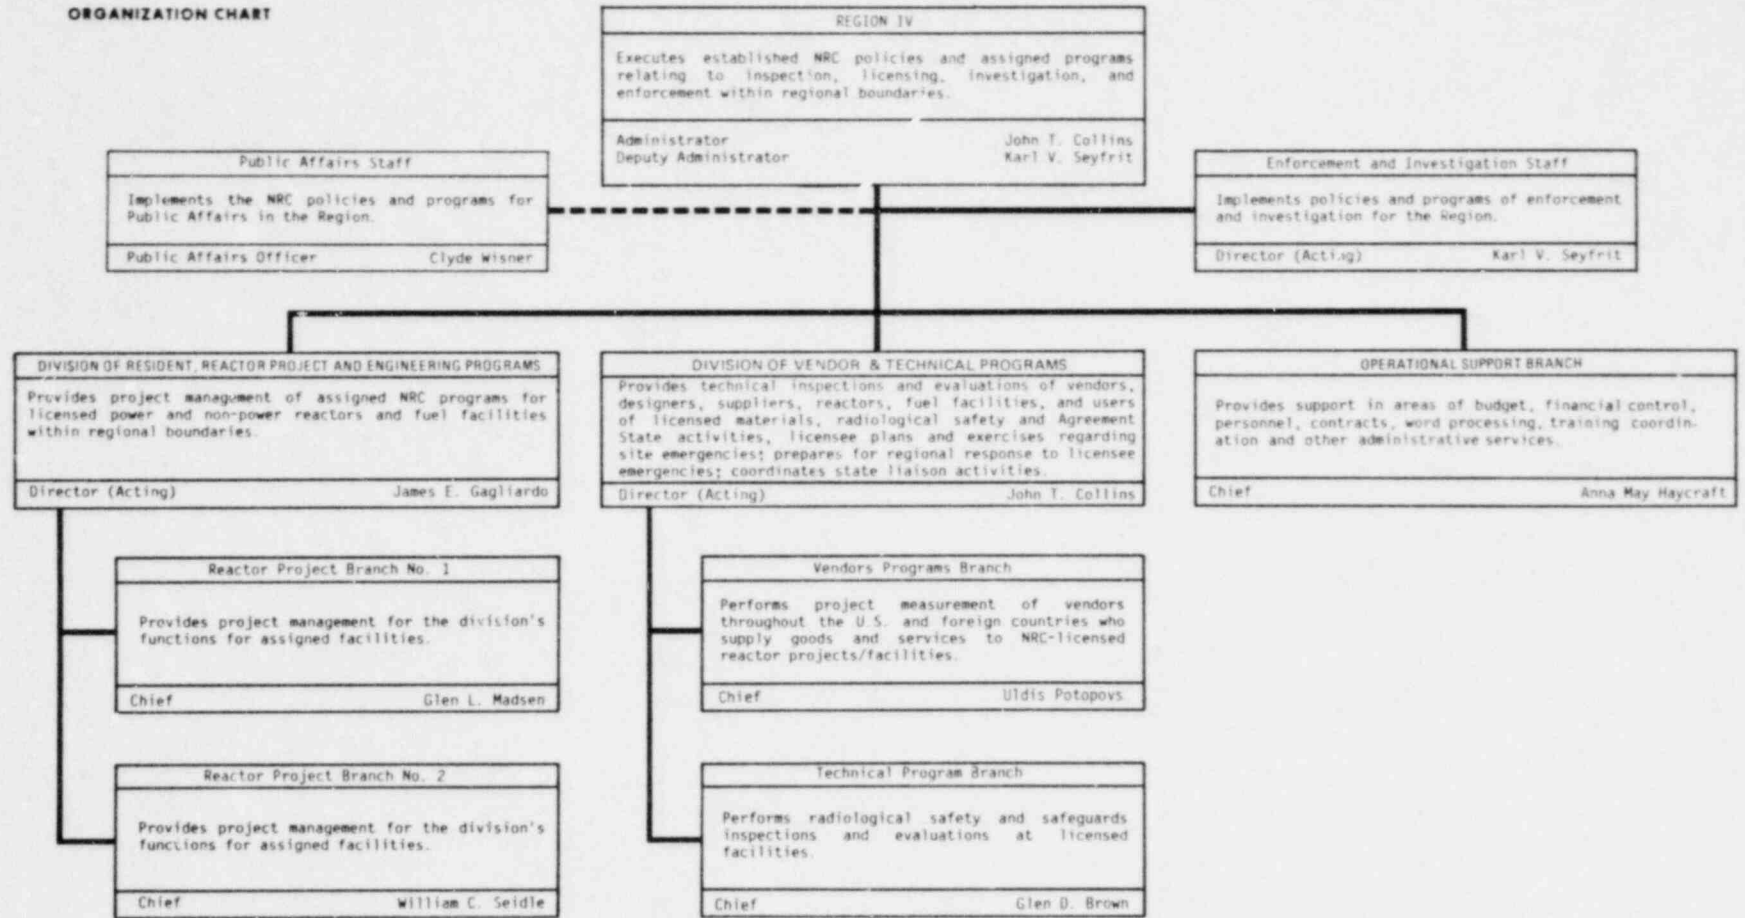 ORGANIZATION CHART
REGION IV
Executes established NRC policies and assigned programs
relating to inspection, licensing, investigation, and
enforcement within regional boundaries.
Administrator John T. Collins
Deputy Administrator Karl V. Seyfrit
Public Affairs Staff
Implements the NRC policies and programs for
Public Affairs in the Region.
Public Affairs Officer Clyde Wisner
Enforcement and Investigation Staff
Implements policies and programs of enforcement
and investigation for the Region.
Director (Acting) Karl V. Seyfrit
DIVISION OF RESIDENT, REACTOR PROJECT AND ENGINEERING PROGRAMS
Provides project management of assigned NRC programs for
licensed power and non-power reactors and fuel facilities
within regional boundaries.
Director (Acting) James E. Gagliardo
DIVISION OF VENDOR & TECHNICAL PROGRAMS
Provides technical inspections and evaluations of vendors,
designers, suppliers, reactors, fuel facilities, and users
of licensed materials, radiological safety and Agreement
State activities, licensee plans and exercises regarding
site emergencies; prepares for regional response to licensee
emergencies; coordinates state liaison activities.
Director (Acting) John T. Collins
OPERATIONAL SUPPORT BRANCH
Provides support in areas of budget, financial control,
personnel, contracts, word processing, training coordin-
ation and other administrative services.
Chief Anna May Haycraft
Reactor Project Branch No. 1
Provides project management for the division's
functions for assigned facilities.
Chief Glen L. Madsen
Vendors Programs Branch
Performs project measurement of vendors
throughout the U.S. and foreign countries who
supply goods and services to NRC-licensed
reactor projects/facilities.
Chief Uldis Potopovs
Reactor Project Branch No. 2
Provides project management for the division's
functions for assigned facilities.
Chief William C. Seidle
Technical Program Branch
Performs radiological safety and safeguards
inspections and evaluations at licensed
facilities.
Chief Glen D. Brown